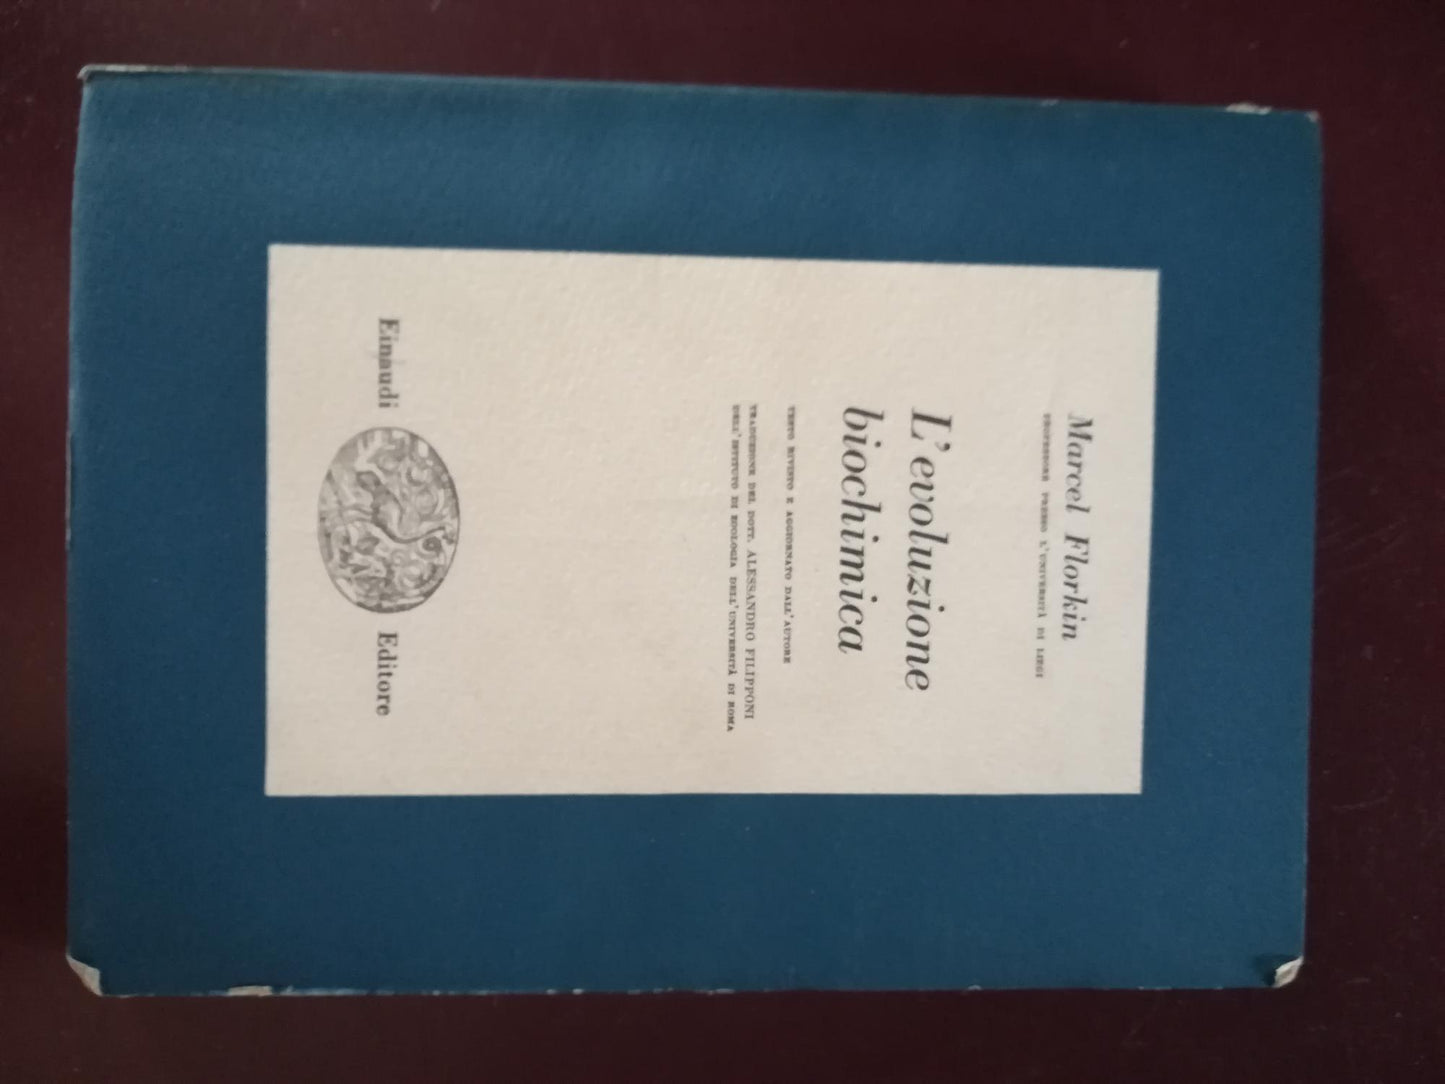 Marcel Florkin
PROFESSORE PRESSO L'UNIVERSITÀ DI LIEGI
L'evoluzione
biochimica
TESTO RIVISTO E AGGIORNATO DALL'AUTORE
TRADUZIONE DEL DOTT. ALESSANDRO FILIPPONI
DELL'ISTITUTO DI ZOOLOGIA DELL'UNIVERSITÀ DI ROMA
Einaudi Editore